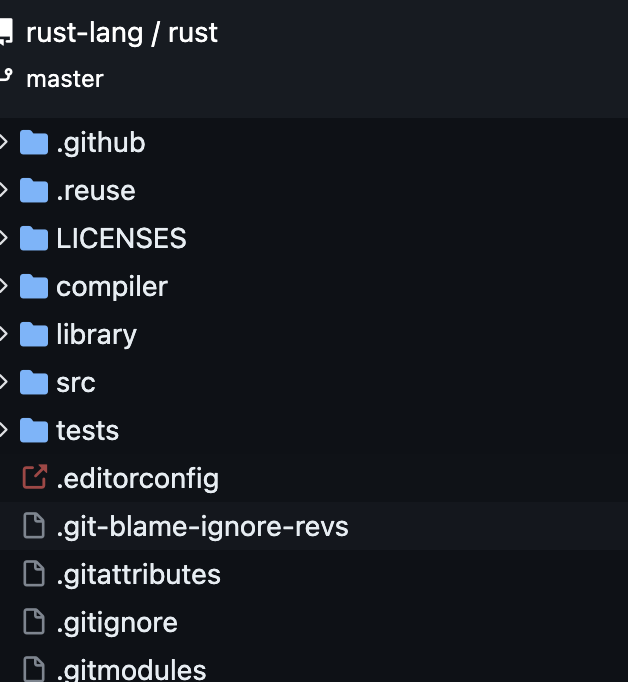 rust-lang / rust
master
.github
.reuse
LICENSES
compiler
library
src
tests
.editorconfig
.git-blame-ignore-revs
.gitattributes
.gitignore
.gitmodules